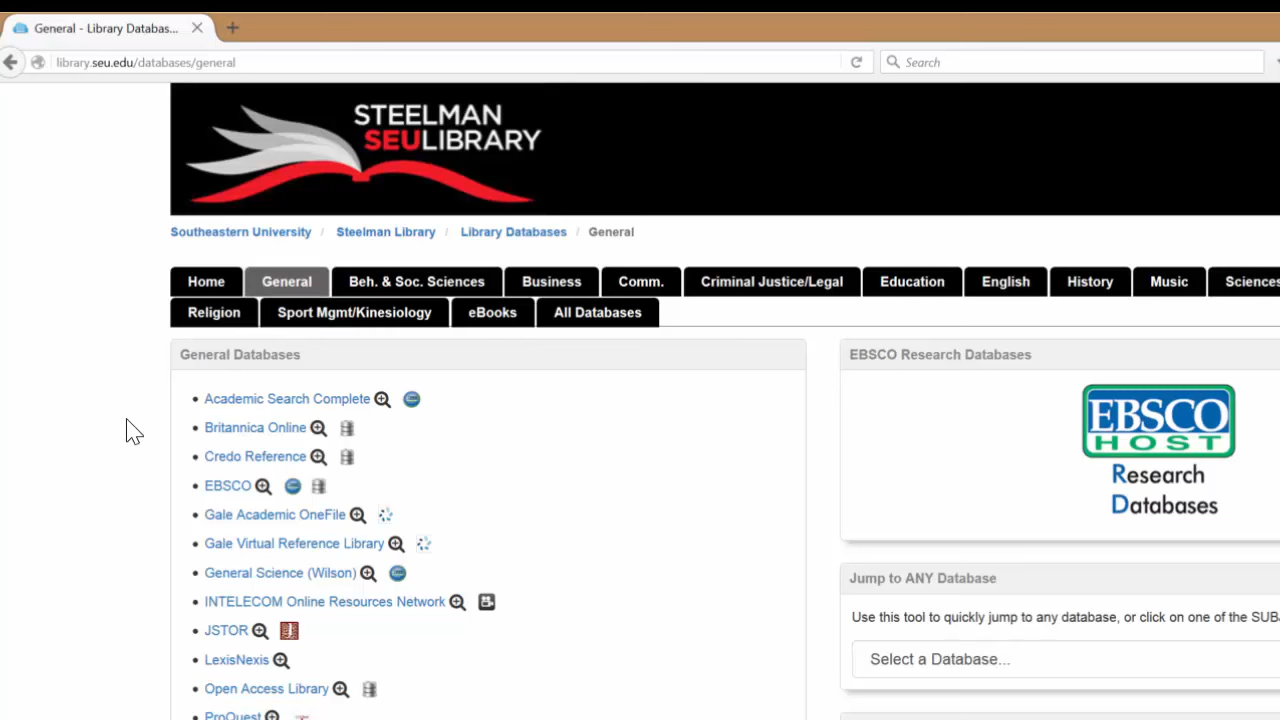 General - Library Databas...
library.seu.edu/databases/general
Search
STEELMAN
SEULIBRARY
Southeastern University / Steelman Library / Library Databases / General
Home General Beh. & Soc. Sciences Business Comm. Criminal Justice/Legal Education English History Music Sciences
Religion Sport Mgmt/Kinesiology eBooks All Databases
General Databases
• Academic Search Complete
• Britannica Online
• Credo Reference
• EBSCO
• Gale Academic OneFile
• Gale Virtual Reference Library
• General Science (Wilson)
• INTELECOM Online Resources Network
• JSTOR
• LexisNexis
• Open Access Library
ProQuest
EBSCO Research Databases
EBSCO
HOST
Research
Databases
Jump to ANY Database
Use this tool to quickly jump to any database, or click on one of the SUB
Select a Database...